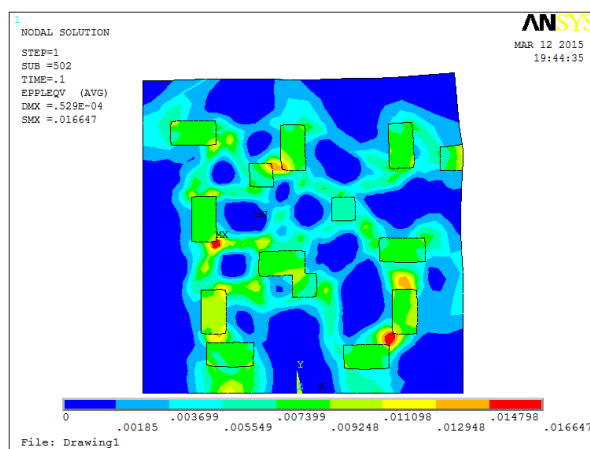 1
NODAL SOLUTION
ANSYS
STEP=1
SUB =502
TIME=.1
EPPLEQV (AVG)
DMX =.529E-04
SMX =.016647
MAR 12 2015
19:44:35
MN
MX
Y
X
0 .003699 .007399 .011098 .014798
.00185 .005549 .009248 .012948 .016647
File: Drawing1